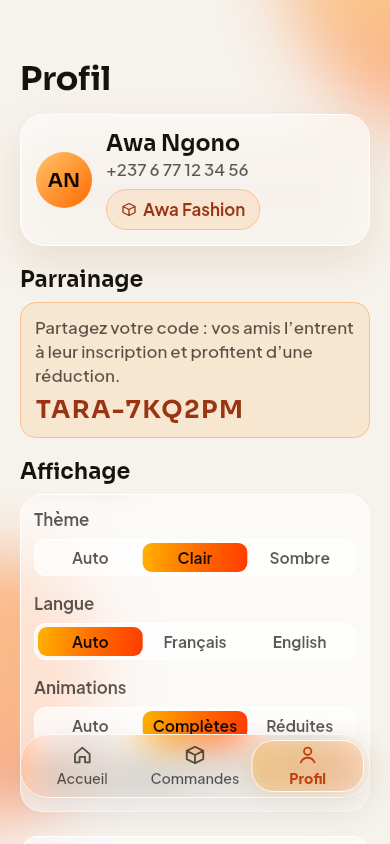 Profil
AN
Awa Ngono
+237 6 77 12 34 56
Awa Fashion
Parrainage
Partagez votre code : vos amis l'entrent
à leur inscription et profitent d'une
réduction.
TARA-7KQ2PM
Affichage
Thème
Auto Clair Sombre
Langue
Auto Français English
Animations
Auto Complètes Réduites
Accueil Commandes Profil